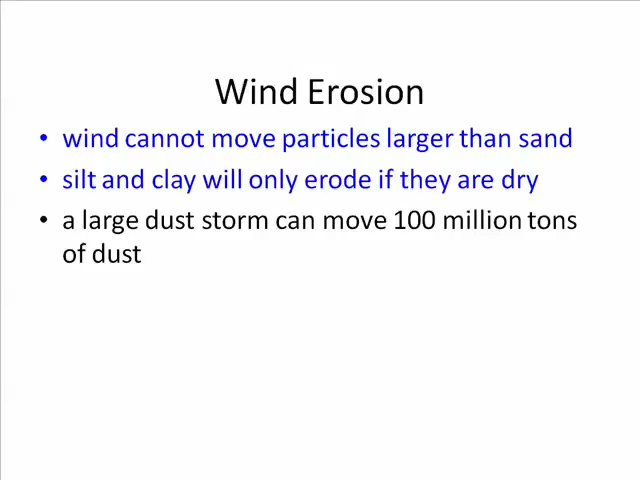 Wind Erosion
• wind cannot move particles larger than sand
• silt and clay will only erode if they are dry
• a large dust storm can move 100 million tons
of dust